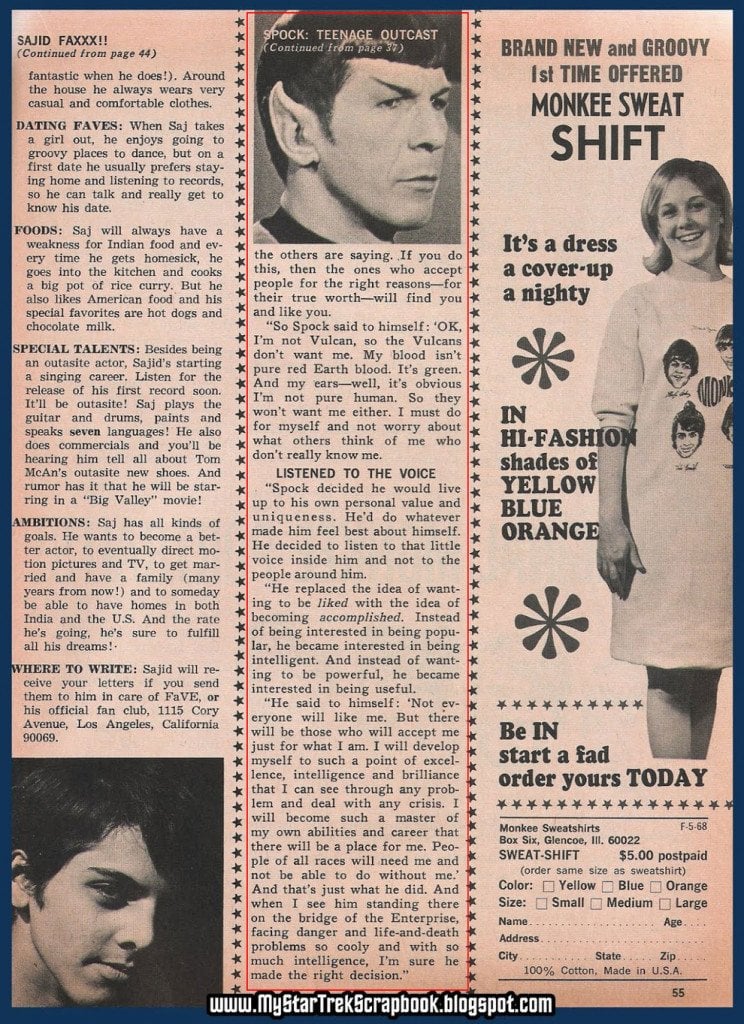 SAJID FAXXX!!
(Continued from page 44)
fantastic when he does!). Around
the house he always wears very
casual and comfortable clothes.
DATING FAVES: When Saj takes
a girl out, he enjoys going to
groovy places to dance, but on a
first date he usually prefers stay-
ing home and listening to records,
so he can talk and really get to
know his date.
FOODS: Saj will always have a
weakness for Indian food and ev-
ery time he gets homesick, he
goes into the kitchen and cooks
a big pot of rice curry. But he
also likes American food and his
special favorites are hot dogs and
chocolate milk.
SPECIAL TALENTS: Besides being
an outasite actor, Sajid's starting
a singing career. Listen for the
release of his first record soon.
It'll be outasite! Saj plays the
guitar and drums, paints and
speaks seven languages! He also
does commercials and you'll be
hearing him tell all about Tom
McAn's outasite new shoes. And
rumor has it that he will be star-
ring in a "Big Valley" movie!
AMBITIONS: Saj has all kinds of
goals. He wants to become a bet-
ter actor, to eventually direct mo-
tion pictures and TV, to get mar-
ried and have a family (many
years from now!) and to someday
be able to have homes in both
India and the U.S. And the rate
he's going, he's sure to fulfill
all his dreams!
WHERE TO WRITE: Sajid will re-
ceive your letters if you send
them to him in care of FaVE, or
his official fan club, 1115 Cory
Avenue, Los Angeles, California
90069.
SPOCK: TEENAGE OUTCAST
(Continued from page 37)
the others are saying. If you do
this, then the ones who accept
people for the right reasons—for
their true worth—will find you
and like you.
"So Spock said to himself: 'OK,
I'm not Vulcan, so the Vulcans
don't want me. My blood isn't
pure red Earth blood. It's green.
And my ears—well, it's obvious
I'm not pure human. So they
won't want me either. I must do
for myself and not worry about
what others think of me who
don't really know me.
LISTENED TO THE VOICE
"Spock decided he would live
up to his own personal value and
uniqueness. He'd do whatever
made him feel best about himself.
He decided to listen to that little
voice inside him and not to the
people around him.
"He replaced the idea of want-
ing to be liked with the idea of
becoming accomplished. Instead
of being interested in being popu-
lar, he became interested in being
intelligent. And instead of want-
ing to be powerful, he became
interested in being useful.
"He said to himself: 'Not ev-
eryone will like me. But there
will be those who will accept me
just for what I am. I will develop
myself to such a point of excel-
lence, intelligence and brilliance
that I can see through any prob-
lem and deal with any crisis. I
will become such a master of
my own abilities and career that
there will be a place for me. Peo-
ple of all races will need me and
not be able to do without me.'
And that's just what he did. And
when I see him standing there
on the bridge of the Enterprise,
facing danger and life-and-death
problems so cooly and with so
much intelligence, I'm sure he
made the right decision."
BRAND NEW and GROOVY
1st TIME OFFERED
MONKEE SWEAT
SHIFT
It's a dress
a cover-up
a nighty
IN
HI-FASHION
shades of
YELLOW
BLUE
ORANGE
MONK
Be IN
start a fad
order yours TODAY
Monkee Sweatshirts F-5-68
Box Six, Glencoe, Ill. 60022
SWEAT-SHIFT $5.00 postpaid
(order same size as sweatshirt)
Color: Yellow Blue Orange
Size: Small Medium Large
Name Age
Address
City State Zip
100% Cotton, Made in U.S.A.
55
www.MyStarTrekScrapbook.blogspot.com